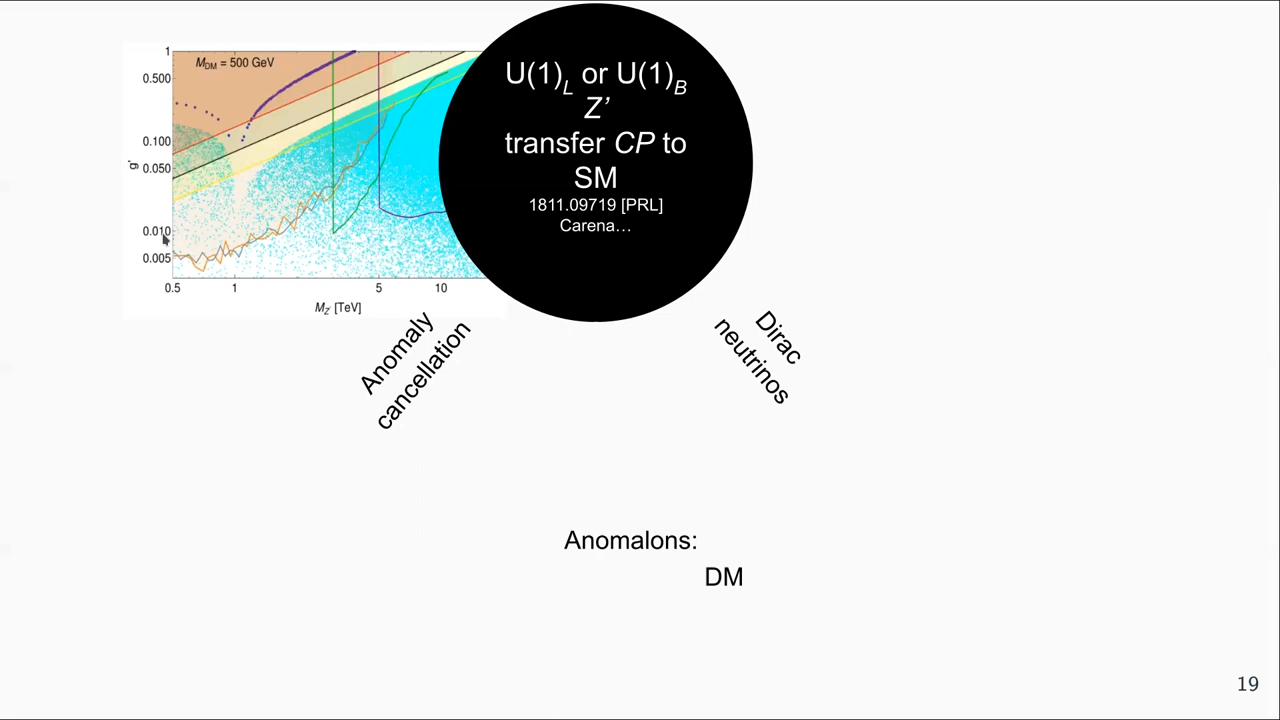 M_DM = 500 GeV
1
0.500
0.100
0.050
0.010
0.005
g'
0.5
1
5
10
M_Z' [TeV]
U(1)_L or U(1)_B
Z’
transfer CP to
SM
1811.09719 [PRL]
Carena…
Anomaly
cancellation
Dirac
neutrinos
Anomalons:
DM
19